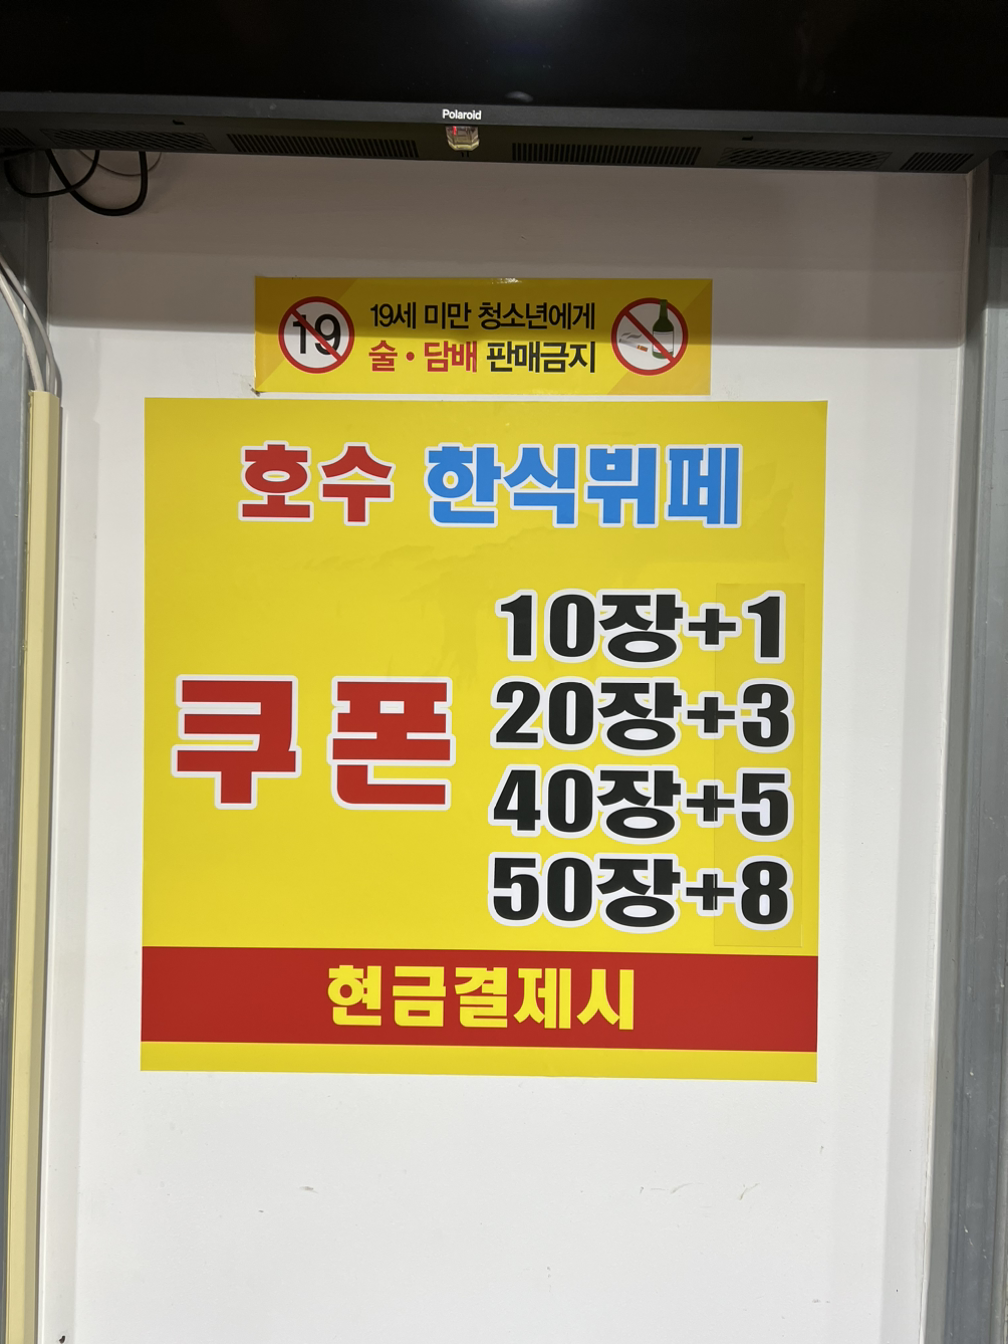 Polaroid
19
19세 미만 청소년에게
술·담배 판매금지
호수 한식뷔페
쿠폰
10장+1
20장+3
40장+5
50장+8
현금결제시